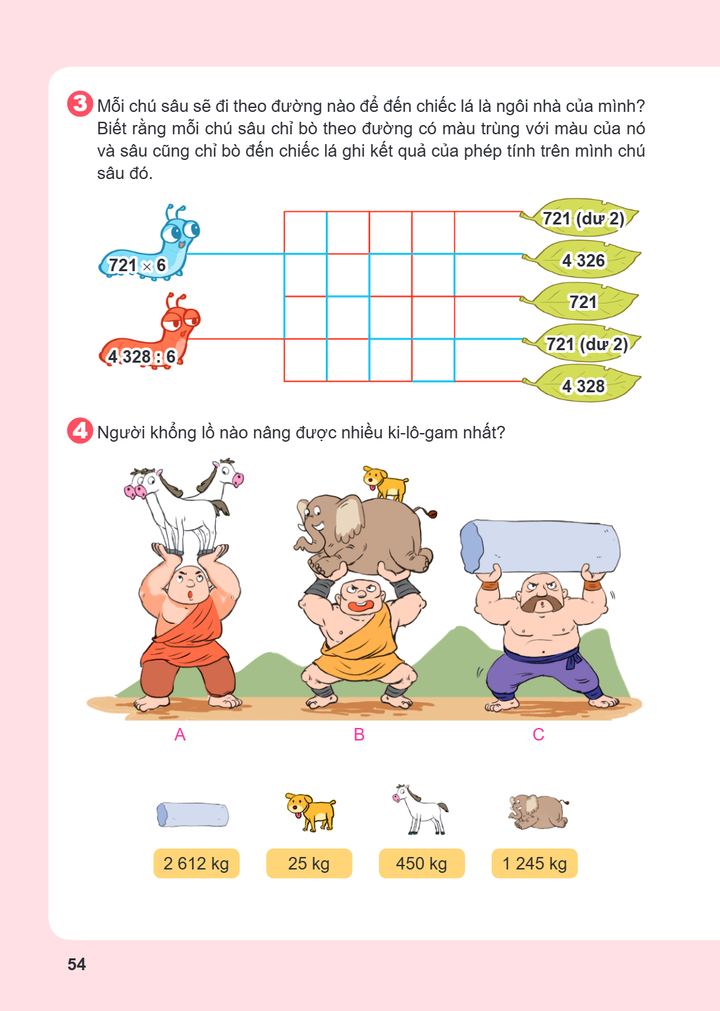 3 Mỗi chú sâu sẽ đi theo đường nào để đến chiếc lá là ngôi nhà của mình?
Biết rằng mỗi chú sâu chỉ bò theo đường có màu trùng với màu của nó
và sâu cũng chỉ bò đến chiếc lá ghi kết quả của phép tính trên mình chú
sâu đó.
721 (dư 2)
721 × 6
4 326
721
4 328 : 6
721 (dư 2)
4 328
4 Người khổng lồ nào nâng được nhiều ki-lô-gam nhất?
A B C
2 612 kg 25 kg 450 kg 1 245 kg
54